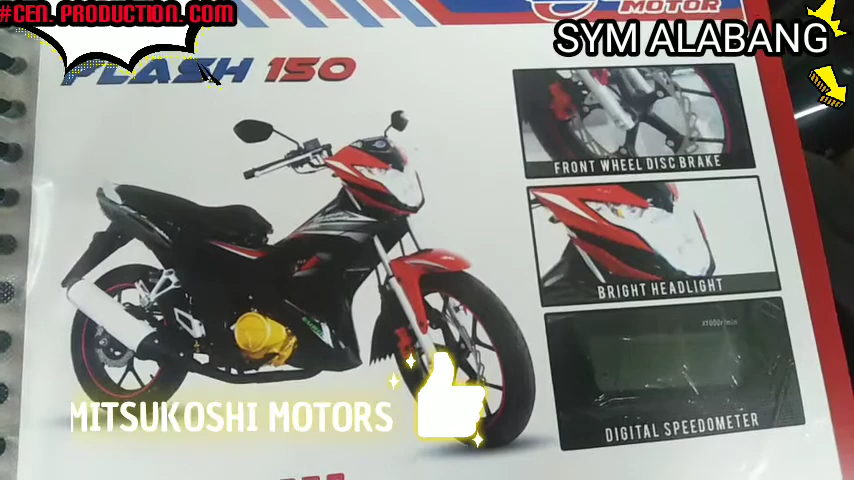 #CEN. PRODUCTION. COM
MOTOR
SYM ALABANG
FLASH 150
FRONT WHEEL DISC BRAKE
BRIGHT HEADLIGHT
x1000r/min
DIGITAL SPEEDOMETER
MITSUKOSHI MOTORS